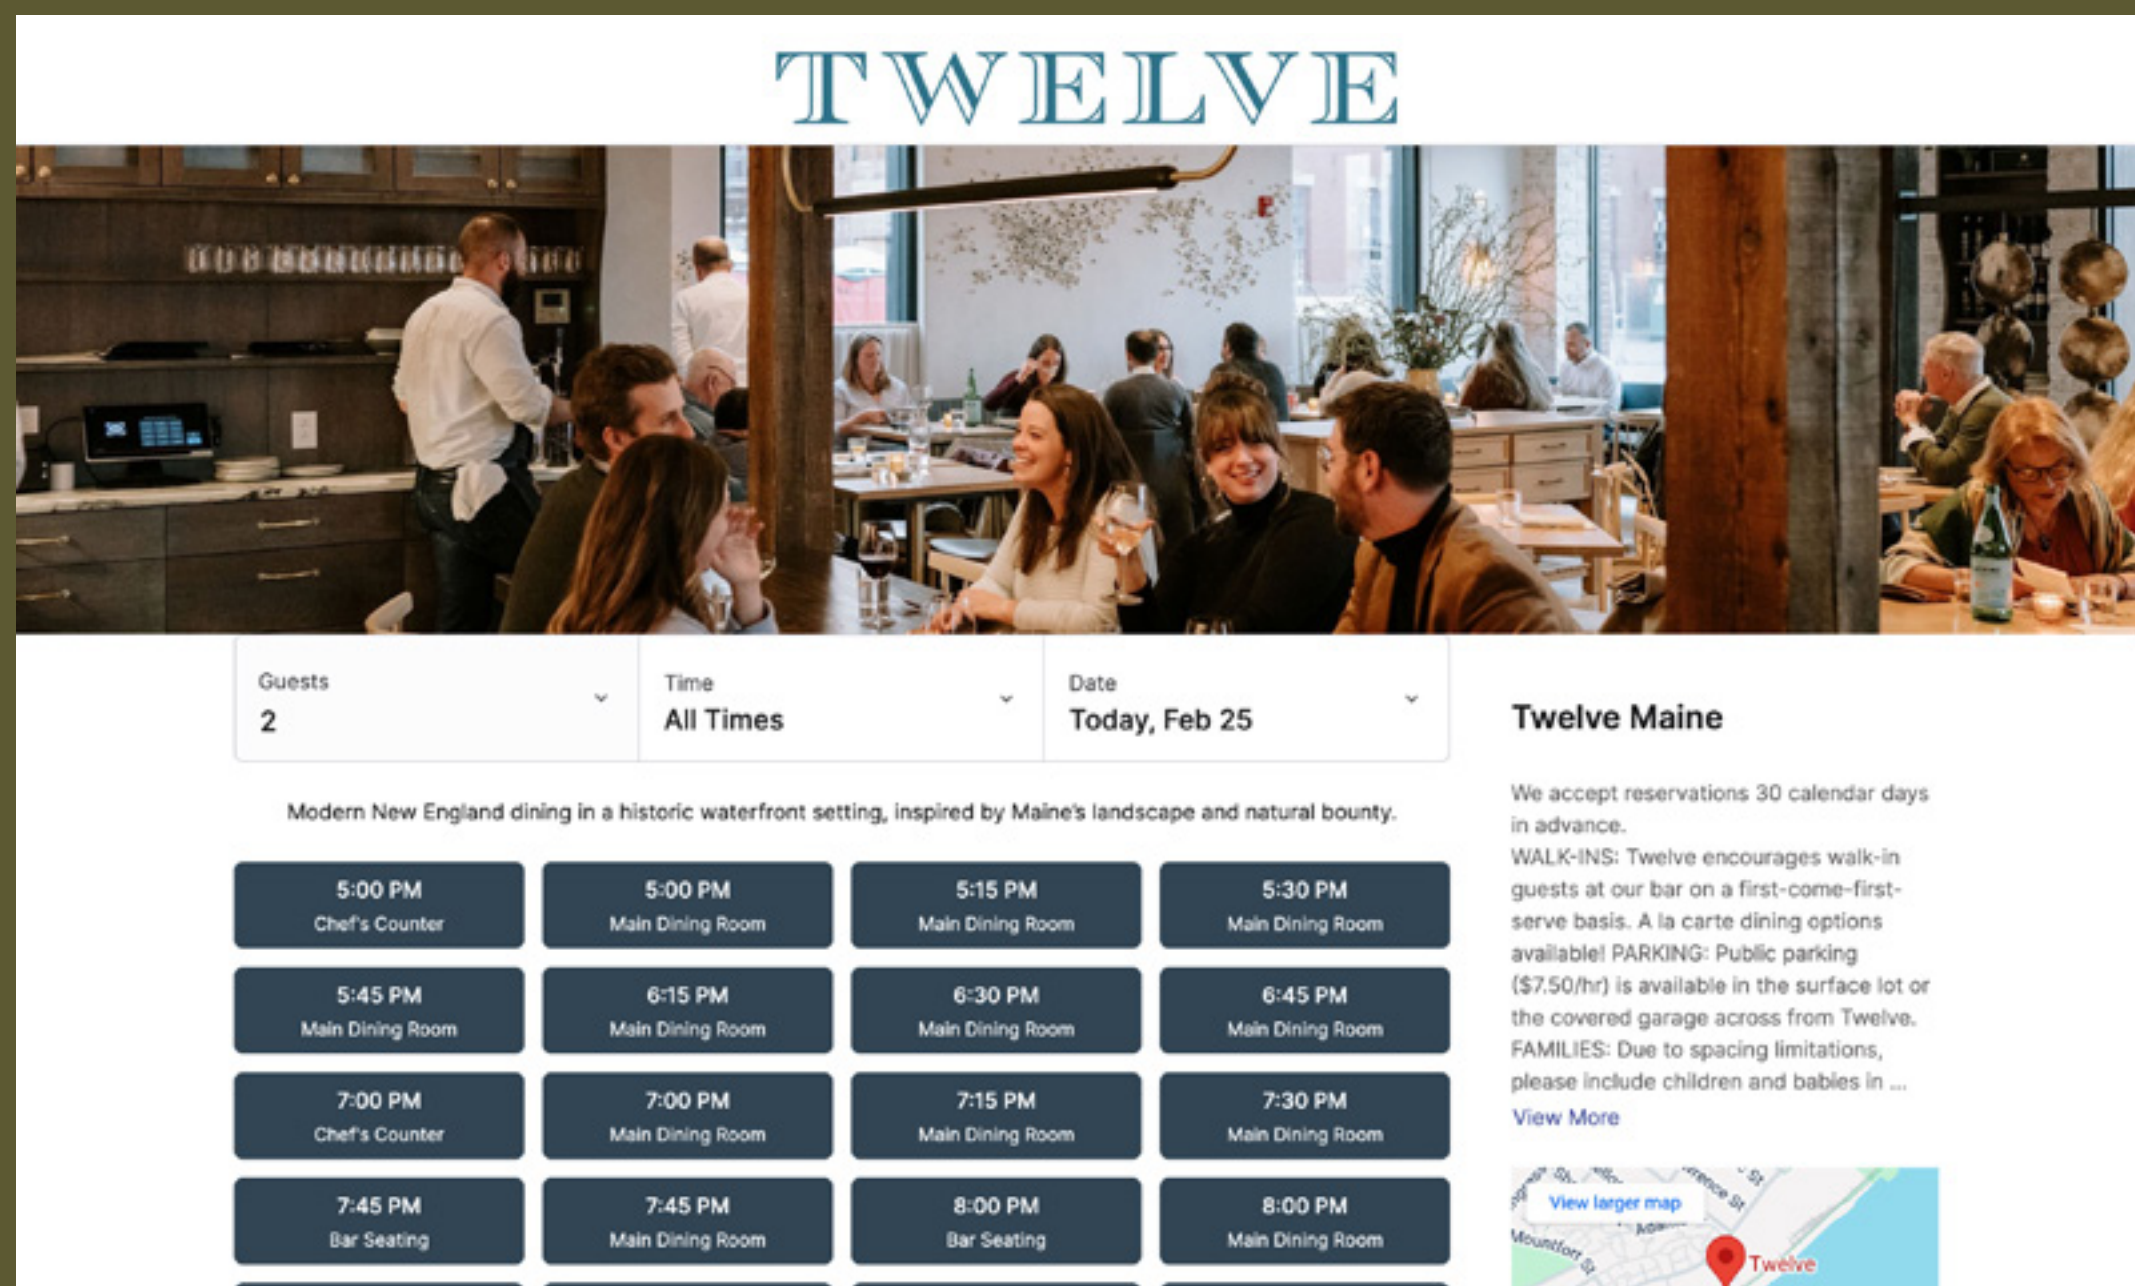 TWELVE
Guests
2
Time
All Times
Date
Today, Feb 25
Modern New England dining in a historic waterfront setting, inspired by Maine's landscape and natural bounty.
5:00 PM
Chef's Counter
5:00 PM
Main Dining Room
5:15 PM
Main Dining Room
5:30 PM
Main Dining Room
5:45 PM
Main Dining Room
6:15 PM
Main Dining Room
6:30 PM
Main Dining Room
6:45 PM
Main Dining Room
7:00 PM
Chef's Counter
7:00 PM
Main Dining Room
7:15 PM
Main Dining Room
7:30 PM
Main Dining Room
7:45 PM
Bar Seating
7:45 PM
Main Dining Room
8:00 PM
Bar Seating
8:00 PM
Main Dining Room
Twelve Maine
We accept reservations 30 calendar days
in advance.
WALK-INS: Twelve encourages walk-in
guests at our bar on a first-come-first-
serve basis. A la carte dining options
available! PARKING: Public parking
($7.50/hr) is available in the surface lot or
the covered garage across from Twelve.
FAMILIES: Due to spacing limitations,
please include children and babies in ...
View More
View larger map
Mountfort St
Twelve